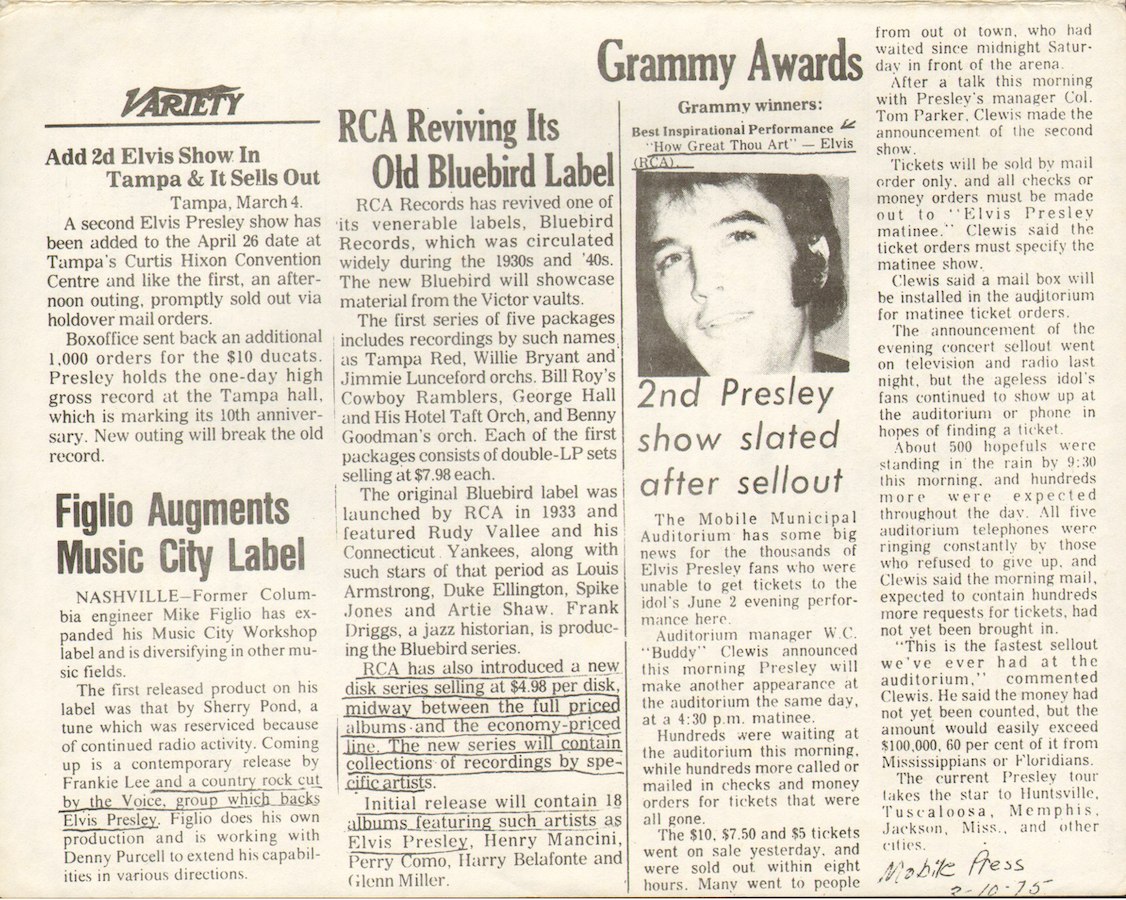 VARIETY
Add 2d Elvis Show In
Tampa & It Sells Out
Tampa, March 4.
A second Elvis Presley show has
been added to the April 26 date at
Tampa's Curtis Hixon Convention
Centre and like the first, an after-
noon outing, promptly sold out via
holdover mail orders.
Boxoffice sent back an additional
1,000 orders for the $10 ducats.
Presley holds the one-day high
gross record at the Tampa hall,
which is marking its 10th anniver-
sary. New outing will break the old
record.
Figlio Augments
Music City Label
NASHVILLE—Former Colum-
bia engineer Mike Figlio has ex-
panded his Music City Workshop
label and is diversifying in other mu-
sic fields.
The first released product on his
label was that by Sherry Pond, a
tune which was reserviced because
of continued radio activity. Coming
up is a contemporary release by
Frankie Lee and a country rock cut
by the Voice, group which backs
Elvis Presley. Figlio does his own
production and is working with
Denny Purcell to extend his capabil-
ities in various directions.
RCA Reviving Its
Old Bluebird Label
RCA Records has revived one of
its venerable labels, Bluebird
Records, which was circulated
widely during the 1930s and '40s.
The new Bluebird will showcase
material from the Victor vaults.
The first series of five packages
includes recordings by such names
as Tampa Red, Willie Bryant and
Jimmie Lunceford orchs. Bill Roy's
Cowboy Ramblers, George Hall
and His Hotel Taft Orch, and Benny
Goodman's orch. Each of the first
packages consists of double-LP sets
selling at $7.98 each.
The original Bluebird label was
launched by RCA in 1933 and
featured Rudy Vallee and his
Connecticut Yankees, along with
such stars of that period as Louis
Armstrong, Duke Ellington, Spike
Jones and Artie Shaw. Frank
Driggs, a jazz historian, is produc-
ing the Bluebird series.
RCA has also introduced a new
disk series selling at $4.98 per disk,
midway between the full priced
albums and the economy-priced
line. The new series will contain
collections of recordings by spe-
cific artists.
Initial release will contain 18
albums featuring such artists as
Elvis Presley, Henry Mancini,
Perry Como, Harry Belafonte and
Glenn Miller.
Grammy Awards
Grammy winners:
Best Inspirational Performance
"How Great Thou Art" — Elvis
(RCA).
2nd Presley
show slated
after sellout
The Mobile Municipal
Auditorium has some big
news for the thousands of
Elvis Presley fans who were
unable to get tickets to the
idol's June 2 evening perfor-
mance here.
Auditorium manager W.C.
"Buddy" Clewis announced
this morning Presley will
make another appearance at
the auditorium the same day,
at a 4:30 p.m. matinee.
Hundreds were waiting at
the auditorium this morning,
while hundreds more called or
mailed in checks and money
orders for tickets that were
all gone.
The $10, $7.50 and $5 tickets
went on sale yesterday, and
were sold out within eight
hours. Many went to people
from out of town, who had
waited since midnight Satur-
day in front of the arena.
After a talk this morning
with Presley's manager Col.
Tom Parker, Clewis made the
announcement of the second
show.
Tickets will be sold by mail
order only, and all checks or
money orders must be made
out to "Elvis Presley
matinee." Clewis said the
ticket orders must specify the
matinee show.
Clewis said a mail box will
be installed in the auditorium
for matinee ticket orders.
The announcement of the
evening concert sellout went
on television and radio last
night, but the ageless idol's
fans continued to show up at
the auditorium or phone in
hopes of finding a ticket.
About 500 hopefuls were
standing in the rain by 9:30
this morning, and hundreds
more were expected
throughout the day. All five
auditorium telephones were
ringing constantly by those
who refused to give up, and
Clewis said the morning mail,
expected to contain hundreds
more requests for tickets, had
not yet been brought in.
"This is the fastest sellout
we've ever had at the
auditorium," commented
Clewis. He said the money had
not yet been counted, but the
amount would easily exceed
$100,000, 60 per cent of it from
Mississippians or Floridians.
The current Presley tour
takes the star to Huntsville,
Tuscaloosa, Memphis,
Jackson, Miss., and other
cities.
Mobile Press
3-10-75